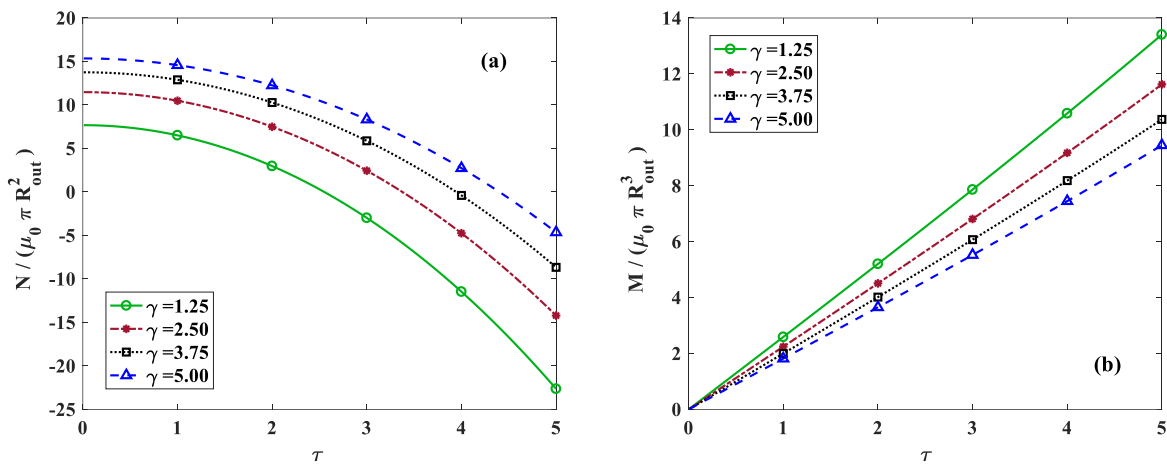 (a)
N / (μ₀ π R²out)
20
15
10
5
0
-5
-10
-15
-20
-25
γ =1.25
γ =2.50
γ =3.75
γ =5.00
0 1 2 3 4 5
τ
(b)
M / (μ₀ π R³out)
14
12
10
8
6
4
2
0
γ =1.25
γ =2.50
γ =3.75
γ =5.00
0 1 2 3 4 5
τ